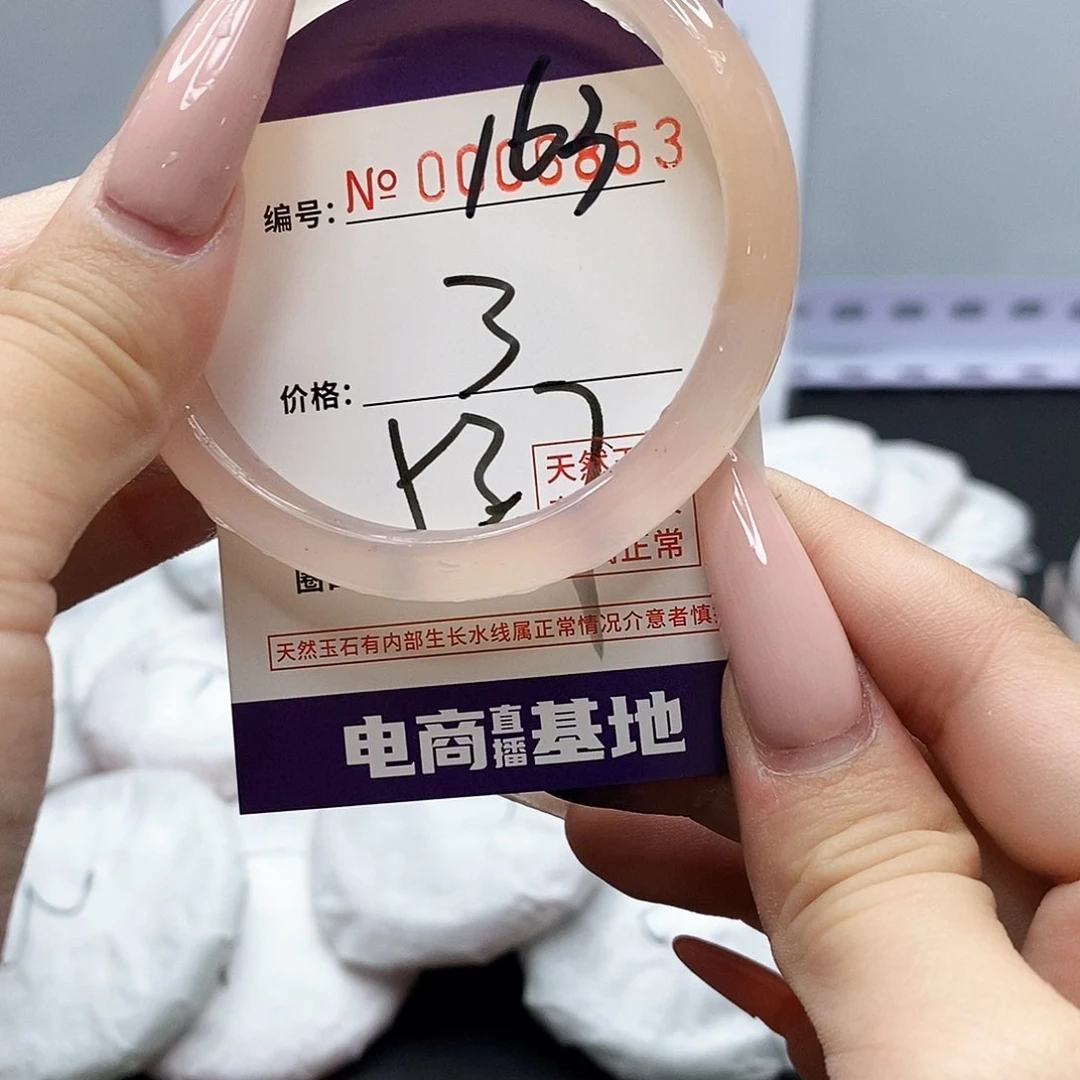 编号: № 0006853
163
价格: 3
天然
正常
天然玉石有内部生长水线属正常情况介意者慎
电商直播基地